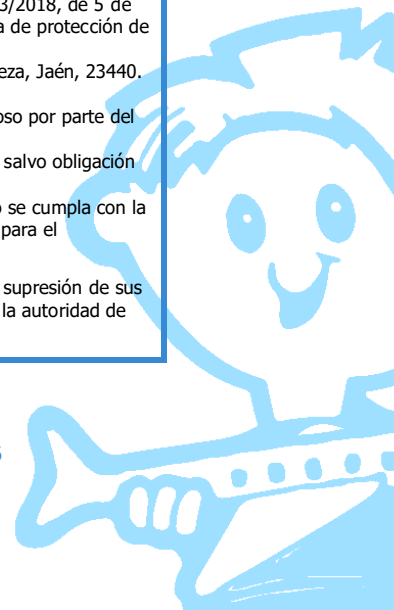 3/2018, de 5 de
a de protección de
eza, Jaén, 23440.
oso por parte del
salvo obligación
o se cumpla con la
para el
supresión de sus
la autoridad de